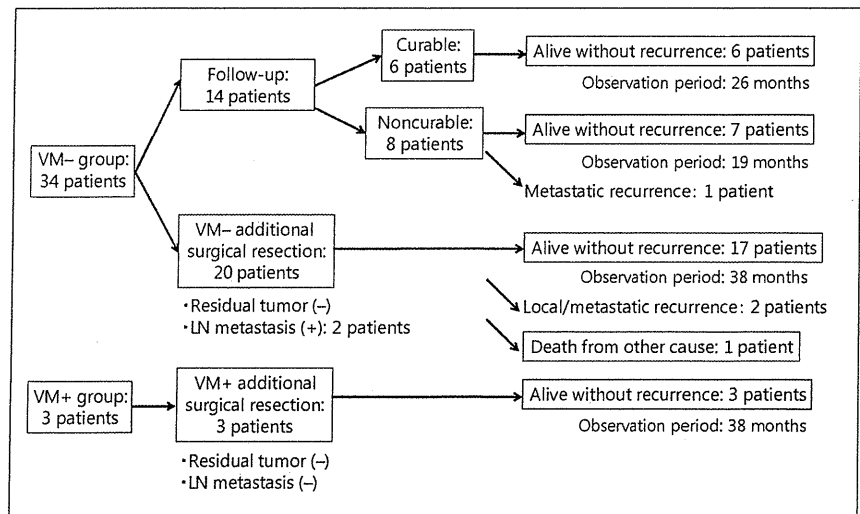 VM– group:
34 patients
Follow-up:
14 patients
Curable:
6 patients
Alive without recurrence: 6 patients
Observation period: 26 months
Noncurable:
8 patients
Alive without recurrence: 7 patients
Observation period: 19 months
Metastatic recurrence: 1 patient
VM– additional
surgical resection:
20 patients
•Residual tumor (–)
•LN metastasis (+): 2 patients
Alive without recurrence: 17 patients
Observation period: 38 months
Local/metastatic recurrence: 2 patients
Death from other cause: 1 patient
VM+ group:
3 patients
VM+ additional
surgical resection:
3 patients
•Residual tumor (–)
•LN metastasis (–)
Alive without recurrence: 3 patients
Observation period: 38 months